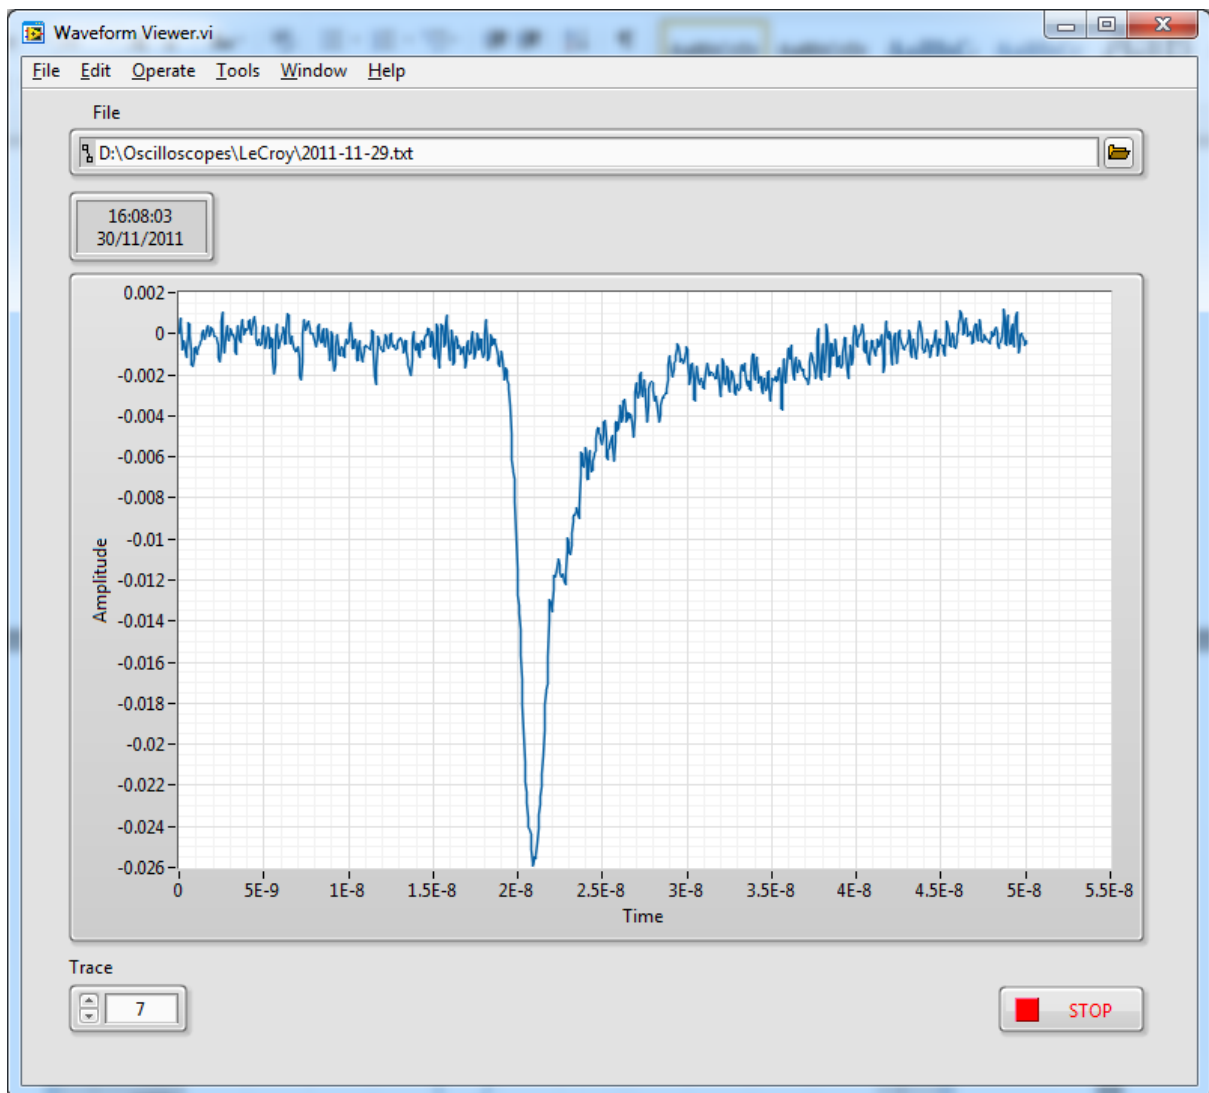 Waveform Viewer.vi
File Edit Operate Tools Window Help
File
D:\Oscilloscopes\LeCroy\2011-11-29.txt
16:08:03
30/11/2011
0.002
0
-0.002
-0.004
-0.006
-0.008
-0.01
-0.012
-0.014
-0.016
-0.018
-0.02
-0.022
-0.024
-0.026
Amplitude
0 5E-9 1E-8 1.5E-8 2E-8 2.5E-8 3E-8 3.5E-8 4E-8 4.5E-8 5E-8 5.5E-8
Time
Trace
7
STOP